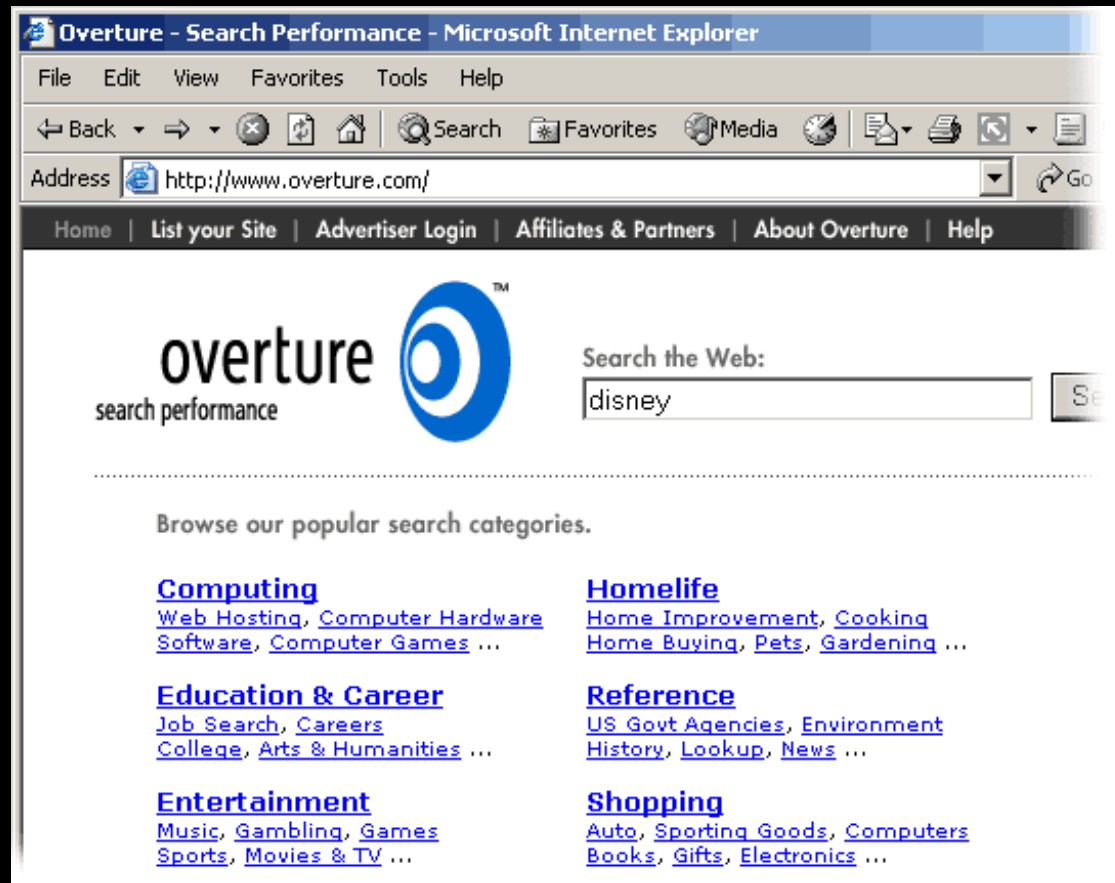 Overture - Search Performance - Microsoft Internet Explorer
File Edit View Favorites Tools Help
Back Search Favorites Media
Address http://www.overture.com/ Go
Home | List your Site | Advertiser Login | Affiliates & Partners | About Overture | Help
overture TM
search performance
Search the Web:
disney Se
Browse our popular search categories.
Computing
Web Hosting, Computer Hardware
Software, Computer Games ...
Homelife
Home Improvement, Cooking
Home Buying, Pets, Gardening ...
Education & Career
Job Search, Careers
College, Arts & Humanities ...
Reference
US Govt Agencies, Environment
History, Lookup, News ...
Entertainment
Music, Gambling, Games
Sports, Movies & TV ...
Shopping
Auto, Sporting Goods, Computers
Books, Gifts, Electronics ...